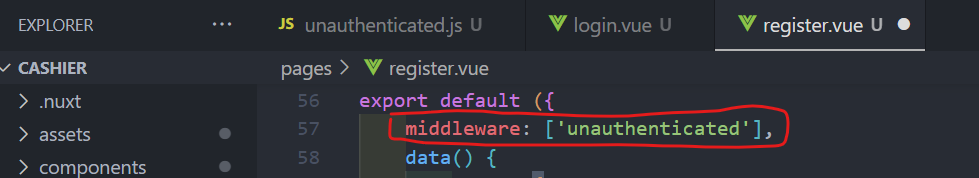 EXPLORER ... JS unauthenticated.js U login.vue U register.vue U
CASHIER pages > register.vue
> .nuxt 56 export default ({
> assets 57 middleware: ['unauthenticated'],
> components 58 data() {